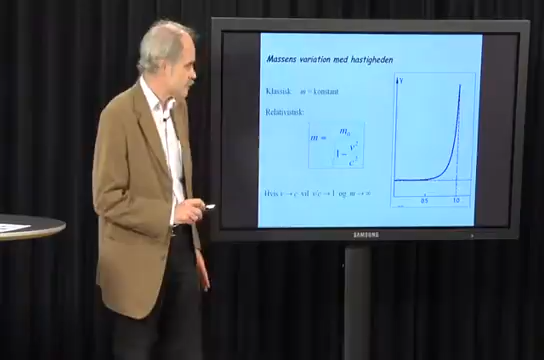 Massens variation med hastigheden
Klassisk m = konstant
Relativistisk:
m = m₀
1 - v²
c²
Hvis v → c vil v/c → 1 og m → ∞
γ
0.5 1.0
SAMSUNG